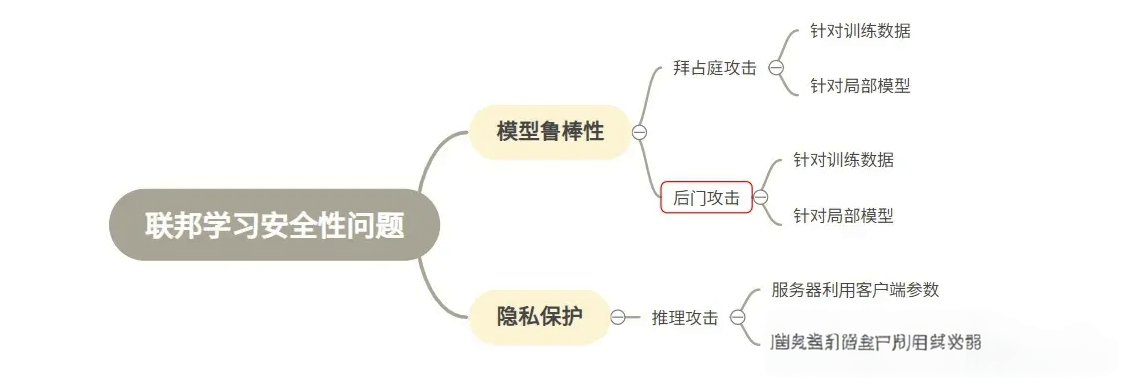 联邦学习安全性问题
模型鲁棒性
拜占庭攻击
针对训练数据
针对局部模型
后门攻击
针对训练数据
针对局部模型
隐私保护
推理攻击
服务器利用客户端参数